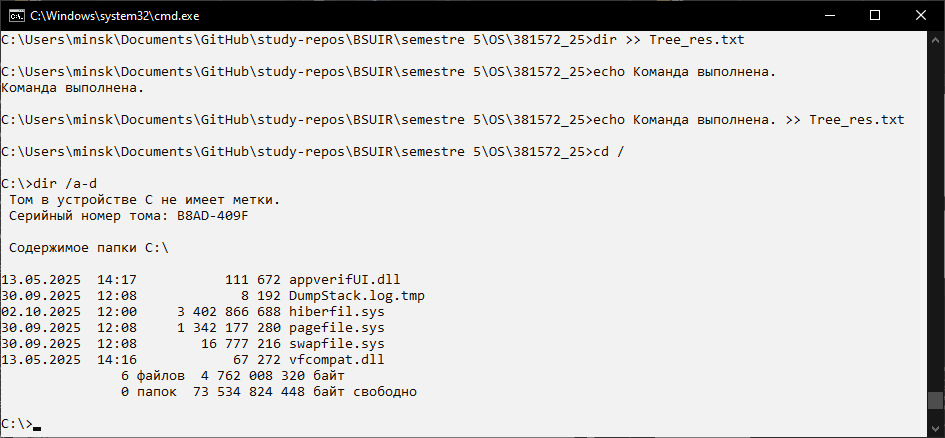 C:\Windows\system32\cmd.exe
C:\Users\minsk\Documents\GitHub\study-repos\BSUIR\semestre 5\OS\381572_25>dir >> Tree_res.txt
C:\Users\minsk\Documents\GitHub\study-repos\BSUIR\semestre 5\OS\381572_25>echo Команда выполнена.
Команда выполнена.
C:\Users\minsk\Documents\GitHub\study-repos\BSUIR\semestre 5\OS\381572_25>echo Команда выполнена. >> Tree_res.txt
C:\Users\minsk\Documents\GitHub\study-repos\BSUIR\semestre 5\OS\381572_25>cd /
C:\>dir /a-d
Том в устройстве C не имеет метки.
Серийный номер тома: B8AD-409F
Содержимое папки C:\
13.05.2025  14:17           111 672 appverifUI.dll
30.09.2025  12:08             8 192 DumpStack.log.tmp
02.10.2025  12:00     3 402 866 688 hiberfil.sys
30.09.2025  12:08     1 342 177 280 pagefile.sys
30.09.2025  12:08        16 777 216 swapfile.sys
13.05.2025  14:16            67 272 vfcompat.dll
6 файлов  4 762 008 320 байт
0 папок  73 534 824 448 байт свободно
C:\>